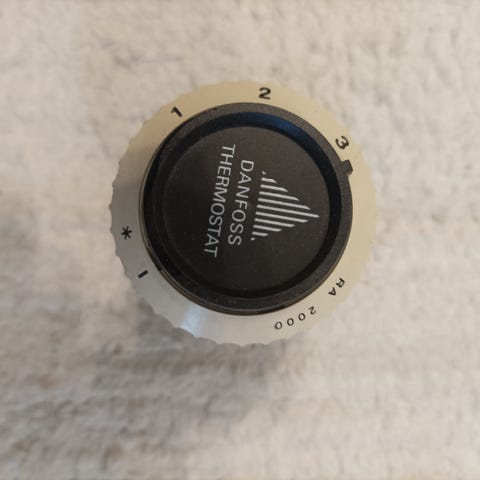 DANFOSS
THERMOSTAT
* I 1 2 3
RA 2000